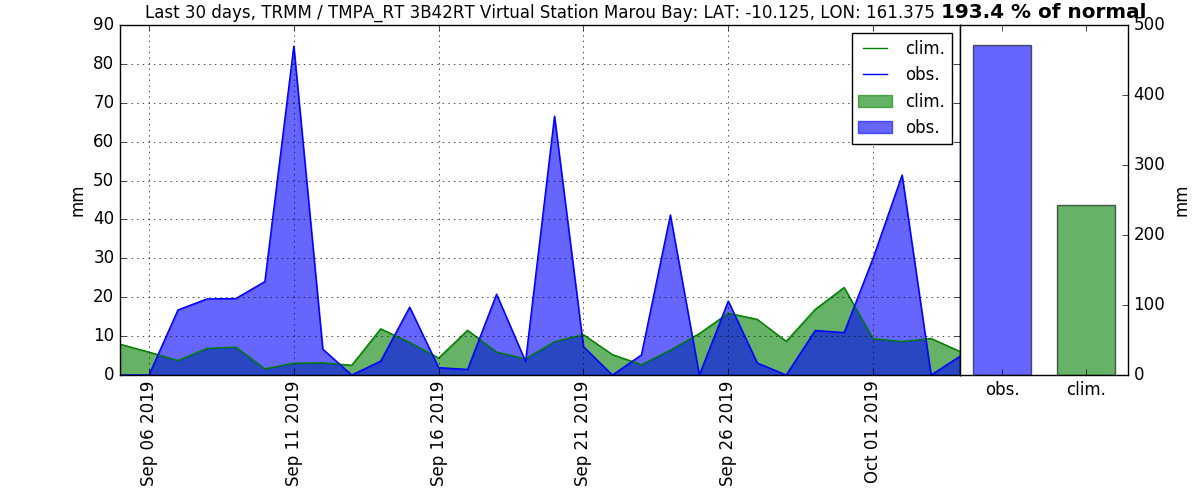 Last 30 days, TRMM / TMPA_RT 3B42RT Virtual Station Marou Bay: LAT: -10.125, LON: 161.375 193.4 % of normal
90
80
70
60
50
40
30
20
10
0
mm
clim.
obs.
clim.
obs.
Sep 06 2019
Sep 11 2019
Sep 16 2019
Sep 21 2019
Sep 26 2019
Oct 01 2019
500
400
300
200
100
0
mm
obs.
clim.